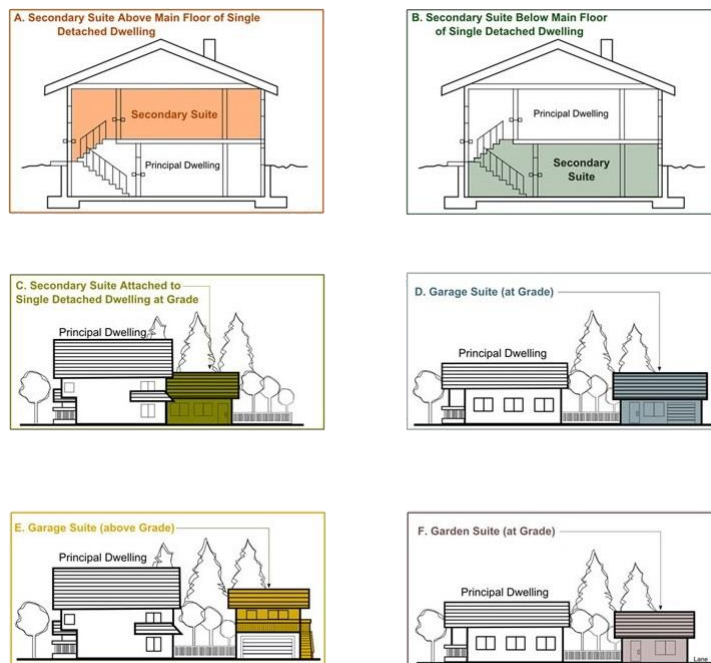 A. Secondary Suite Above Main Floor of Single
Detached Dwelling
Secondary Suite
Principal Dwelling
B. Secondary Suite Below Main Floor
of Single Detached Dwelling
Principal Dwelling
Secondary
Suite
C. Secondary Suite Attached to
Single Detached Dwelling at Grade
Principal Dwelling
D. Garage Suite (at Grade)
Principal Dwelling
E. Garage Suite (above Grade)
Principal Dwelling
F. Garden Suite (at Grade)
Principal Dwelling
Lane